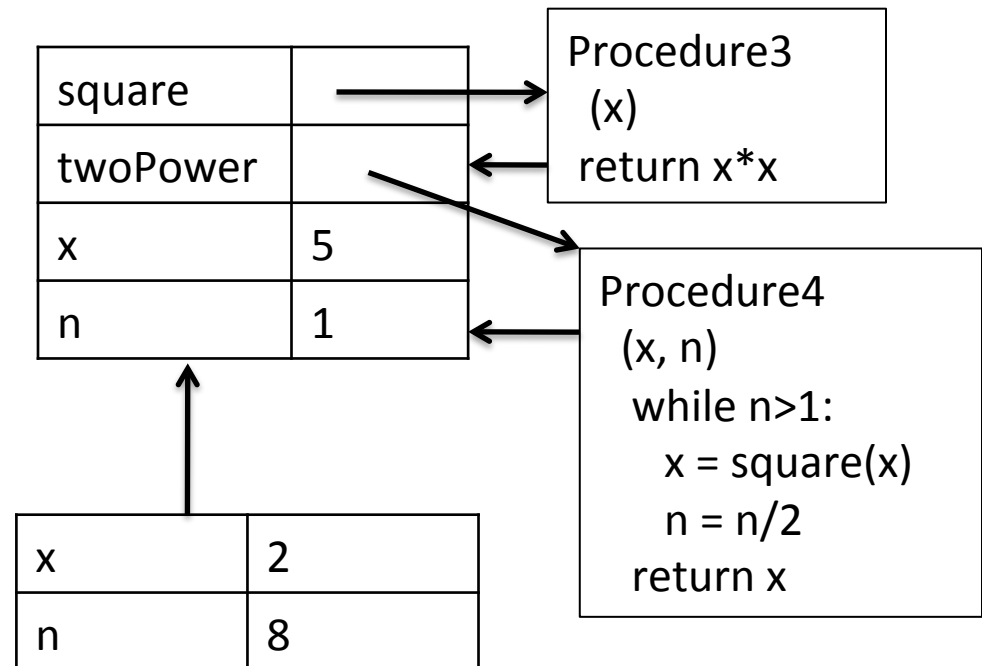 square
twoPower
x 5
n 1
Procedure3
(x)
return x*x
Procedure4
(x, n)
while n>1:
x = square(x)
n = n/2
return x
x 2
n 8